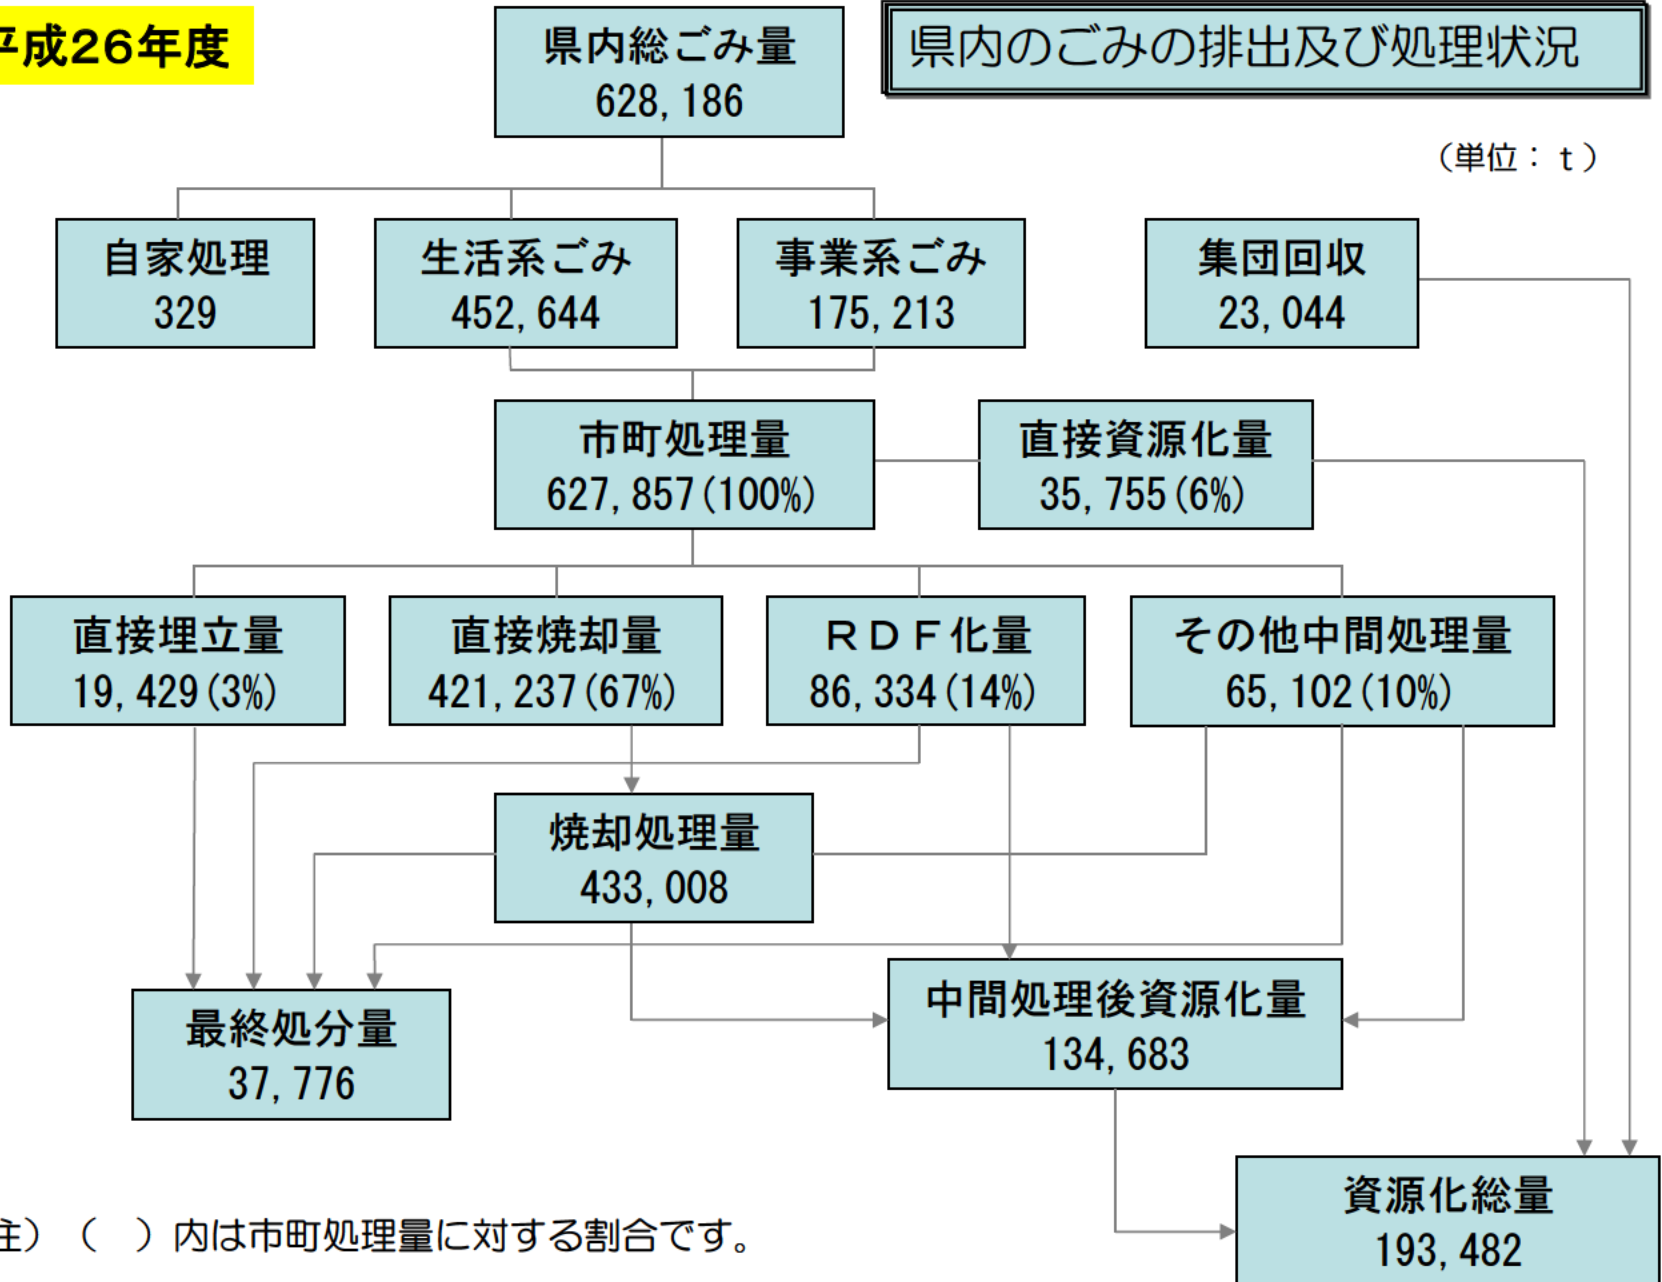 平成26年度
県内総ごみ量
628,186
県内のごみの排出及び処理状況
(単位:t)
自家処理
329
生活系ごみ
452,644
事業系ごみ
175,213
集団回収
23,044
市町処理量
627,857(100%)
直接資源化量
35,755(6%)
直接埋立量
19,429(3%)
直接焼却量
421,237(67%)
RDF化量
86,334(14%)
その他中間処理量
65,102(10%)
焼却処理量
433,008
最終処分量
37,776
中間処理後資源化量
134,683
資源化総量
193,482
注)( )内は市町処理量に対する割合です。